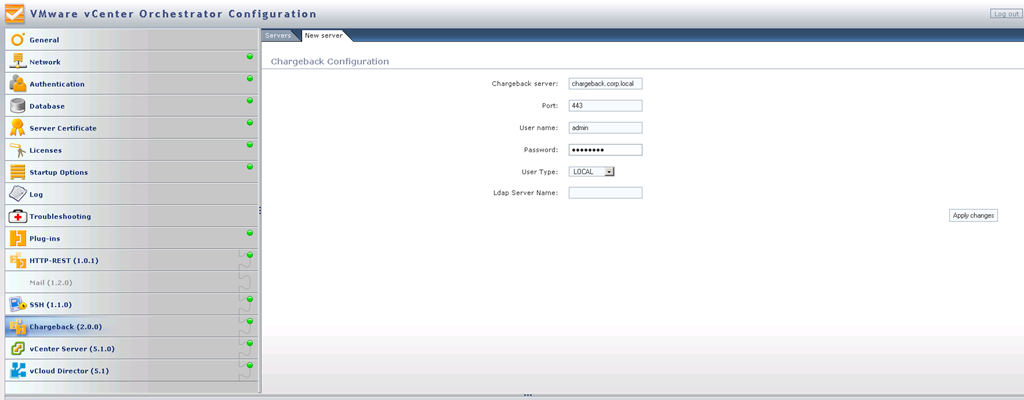 VMware vCenter Orchestrator Configuration
Log out
General
Network
Authentication
Database
Server Certificate
Licenses
Startup Options
Log
Troubleshooting
Plug-ins
HTTP-REST (1.0.1)
Mail (1.2.0)
SSH (1.1.0)
Chargeback (2.0.0)
vCenter Server (5.1.0)
vCloud Director (5.1)
Servers
New server
Chargeback Configuration
Chargeback server: chargeback.corp.local
Port: 443
User name: admin
Password: ••••••••
User Type: LOCAL
Ldap Server Name:
Apply changes